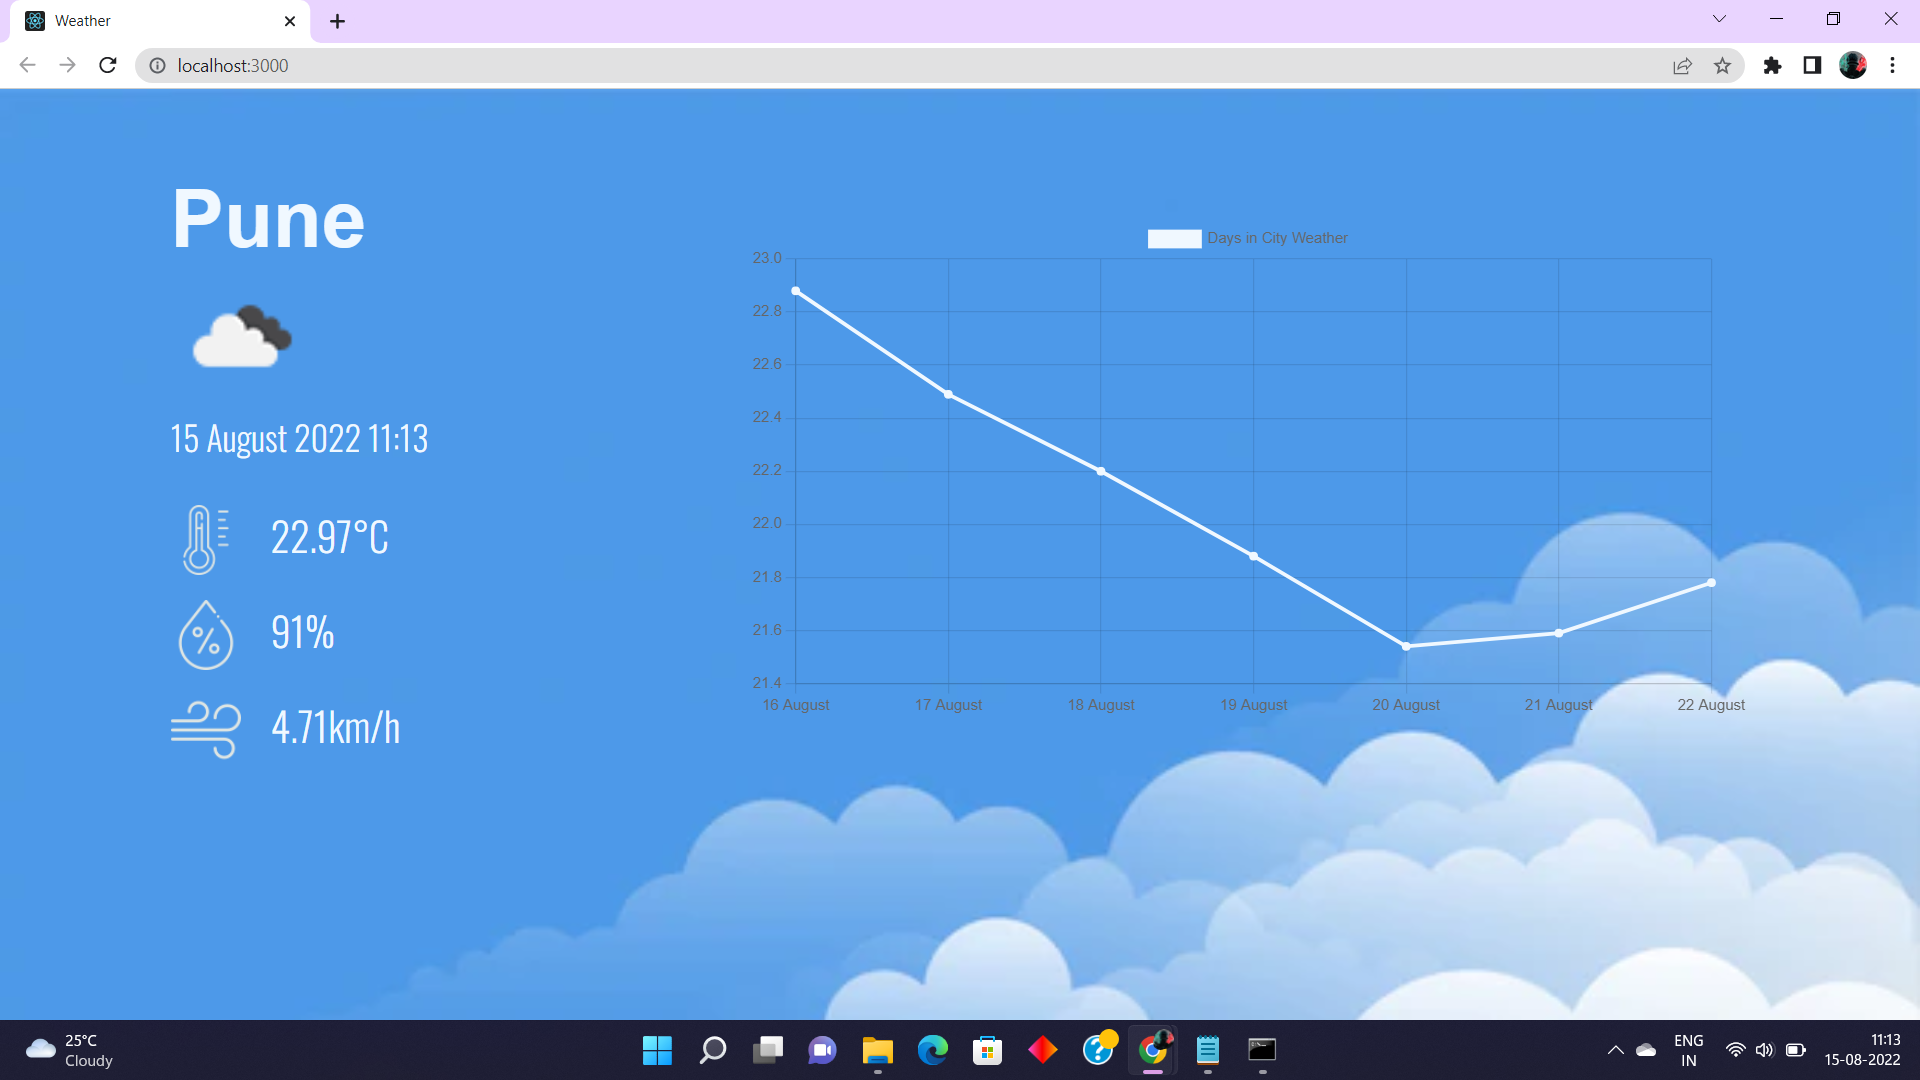 Weather
localhost:3000
Pune
15 August 2022 11:13
22.97°C
91%
4.71km/h
Days in City Weather
23.0
22.8
22.6
22.4
22.2
22.0
21.8
21.6
21.4
16 August 17 August 18 August 19 August 20 August 21 August 22 August
25°C
Cloudy
ENG
IN
11:13
15-08-2022